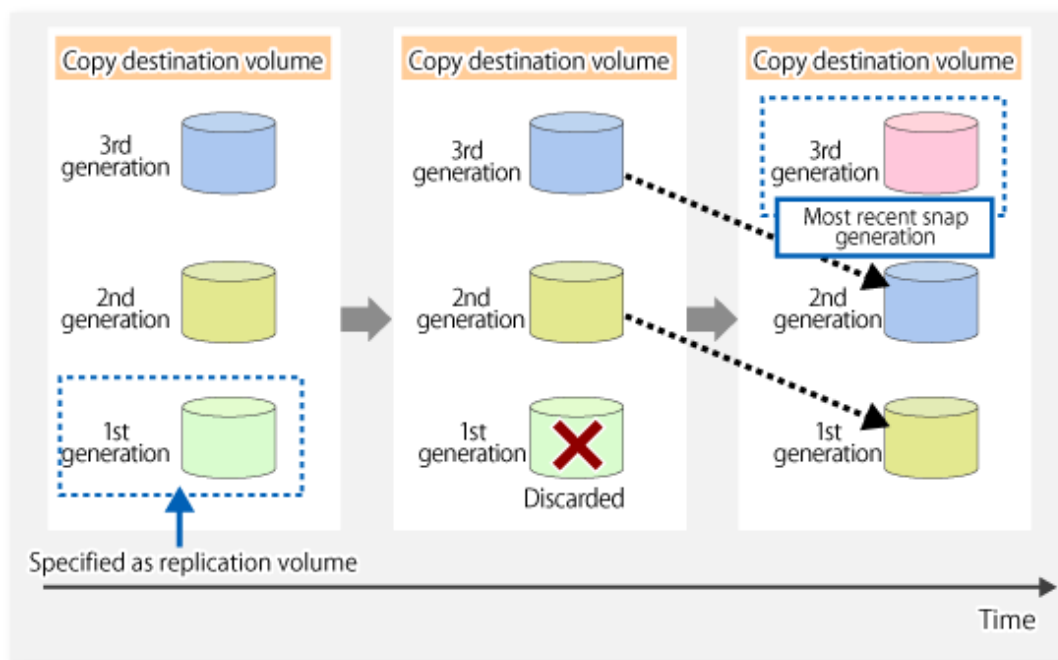 Copy destination volume
3rd
generation
2nd
generation
1st
generation
Specified as replication volume
Copy destination volume
3rd
generation
2nd
generation
1st
generation
Discarded
Copy destination volume
3rd
generation
Most recent snap
generation
2nd
generation
1st
generation
Time